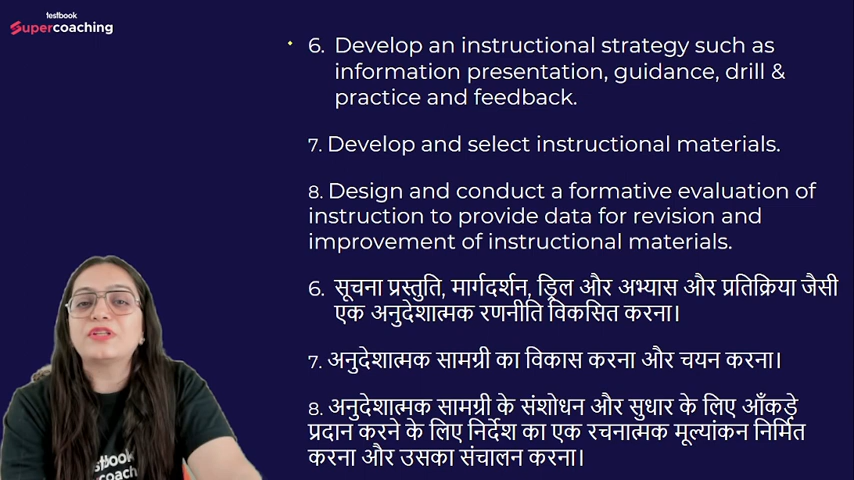 testbook
Supercoaching
6. Develop an instructional strategy such as
information presentation, guidance, drill &
practice and feedback.
7. Develop and select instructional materials.
8. Design and conduct a formative evaluation of
instruction to provide data for revision and
improvement of instructional materials.
6. सूचना प्रस्तुति, मार्गदर्शन, ड्रिल और अभ्यास और प्रतिक्रिया जैसी
एक अनुदेशात्मक रणनीति विकसित करना।
7. अनुदेशात्मक सामग्री का विकास करना और चयन करना।
8. अनुदेशात्मक सामग्री के संशोधन और सुधार के लिए आँकड़े
प्रदान करने के लिए निर्देश का एक रचनात्मक मूल्यांकन निर्मित
करना और उसका संचालन करना।